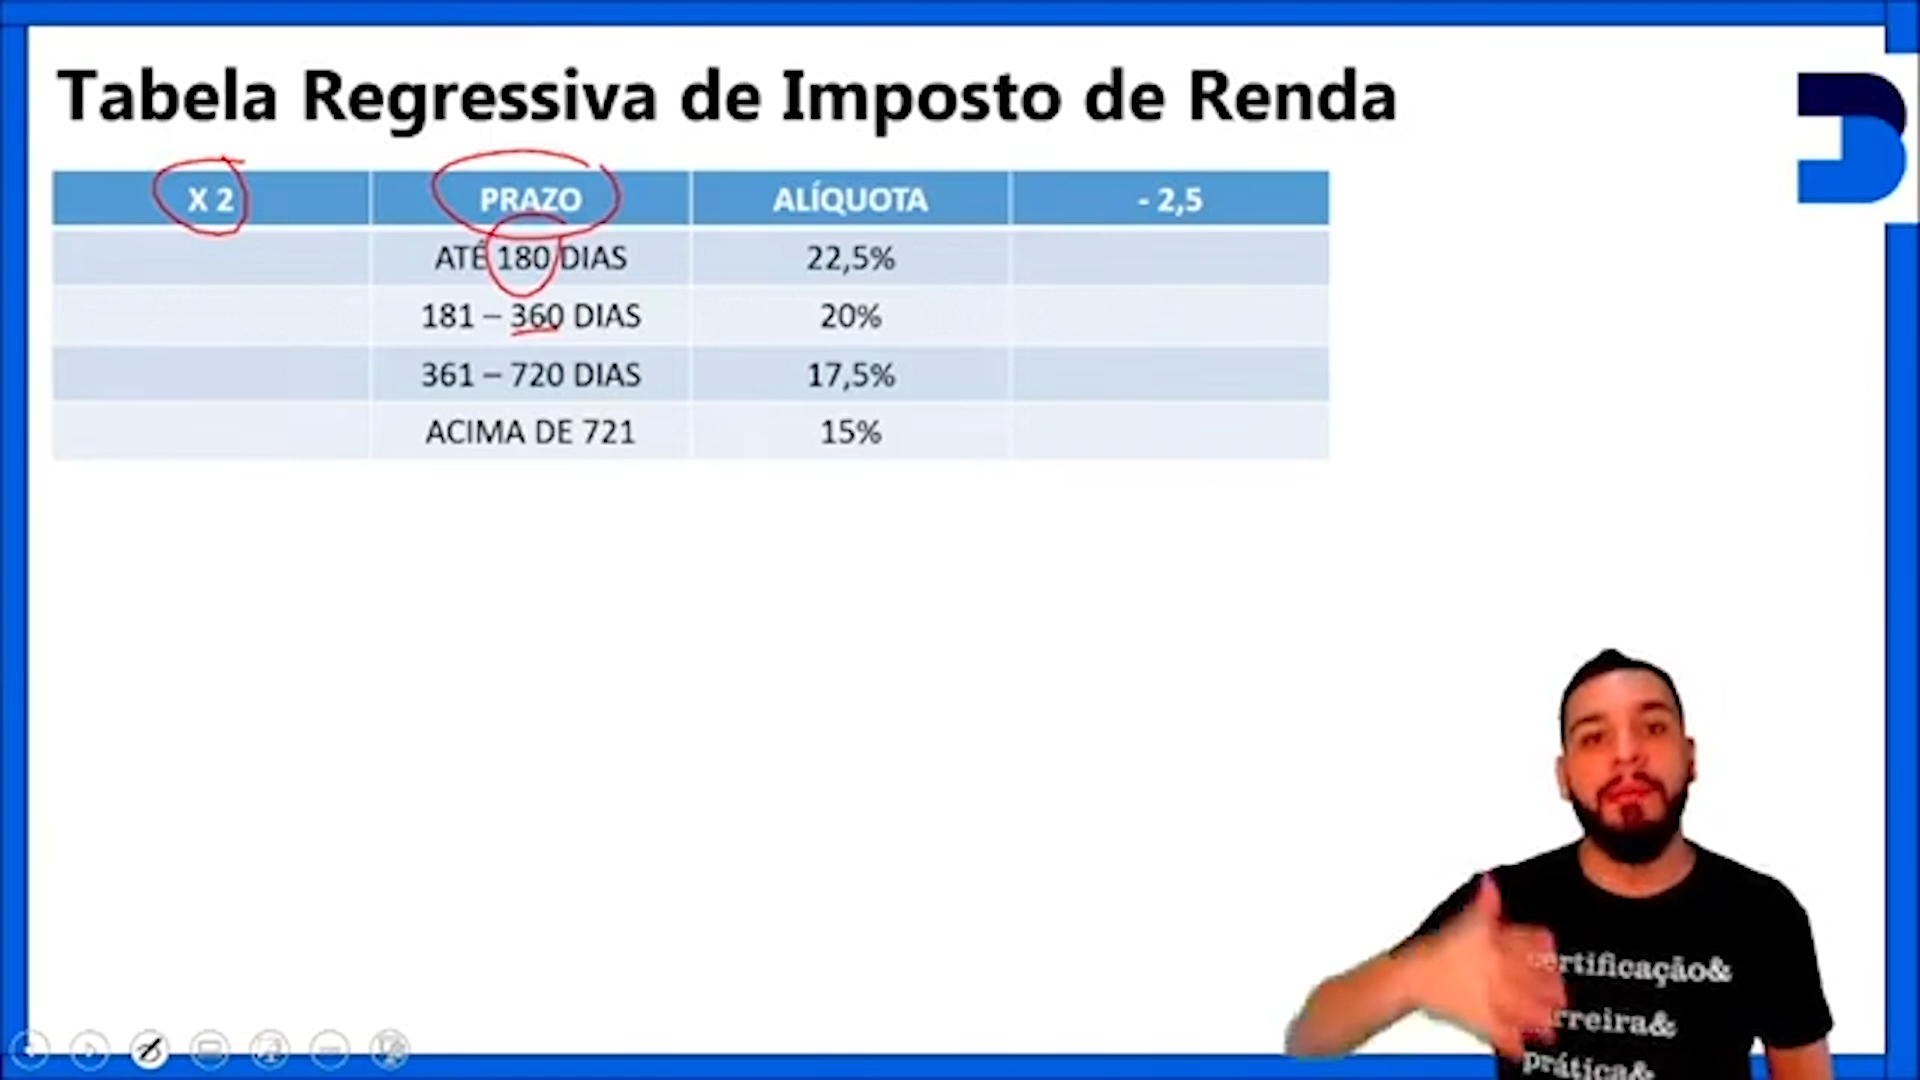 Tabela Regressiva de Imposto de Renda
X 2 PRAZO ALÍQUOTA - 2,5
ATÉ 180 DIAS 22,5%
181 – 360 DIAS 20%
361 – 720 DIAS 17,5%
ACIMA DE 721 15%
certificação&
rreira&
prática&